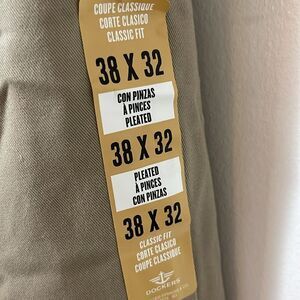 COUPE CLASSIQUE
CORTE CLASICO
CLASSIC FIT
38 X 32
CON PINZAS
À PINCES
PLEATED
38 X 32
PLEATED
À PINCES
CON PINZAS
38 X 32
CLASSIC FIT
CORTE CLASICO
COUPE CLASSIQUE
DOCKERS